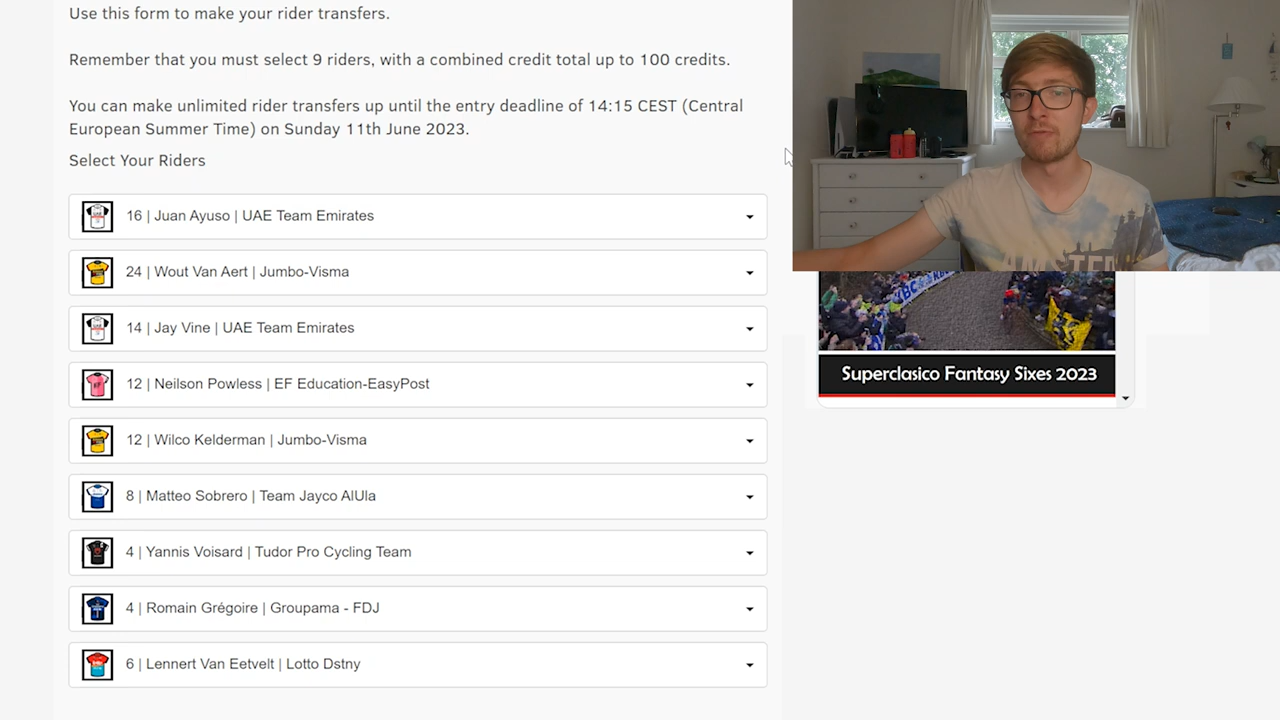 Use this form to make your rider transfers.
Remember that you must select 9 riders, with a combined credit total up to 100 credits.
You can make unlimited rider transfers up until the entry deadline of 14:15 CEST (Central
European Summer Time) on Sunday 11th June 2023.
Select Your Riders
16 | Juan Ayuso | UAE Team Emirates
24 | Wout Van Aert | Jumbo-Visma
14 | Jay Vine | UAE Team Emirates
12 | Neilson Powless | EF Education-EasyPost
12 | Wilco Kelderman | Jumbo-Visma
8 | Matteo Sobrero | Team Jayco AlUla
4 | Yannis Voisard | Tudor Pro Cycling Team
4 | Romain Grégoire | Groupama - FDJ
6 | Lennert Van Eetvelt | Lotto Dstny
Superclasico Fantasy Sixes 2023